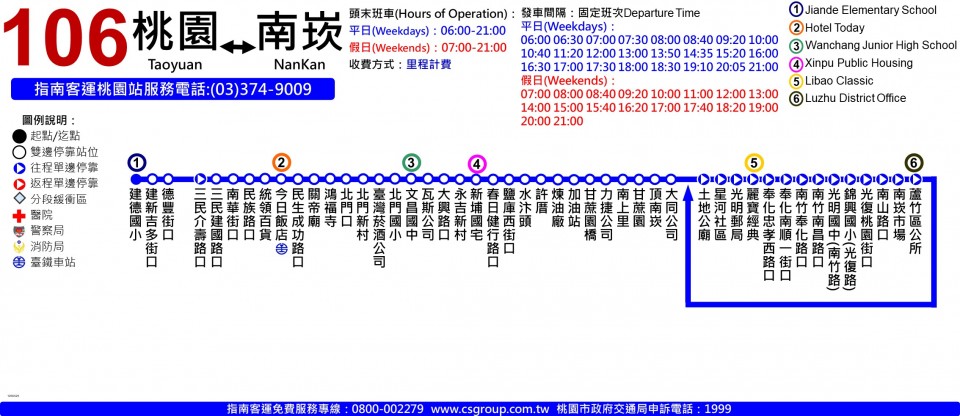 106
桃園
Taoyuan
南崁
NanKan
指南客運桃園站服務電話:(03)374-9009
頭末班車(Hours of Operation)：
平日(Weekdays)：06:00-21:00
假日(Weekends)：07:00-21:00
收費方式：里程計費
發車間隔：固定班次Departure Time
平日(Weekdays)：
06:00 06:30 07:00 07:30 08:00 08:40 09:20 10:00
10:40 11:20 12:00 13:00 13:50 14:35 15:20 16:00
16:30 17:00 17:30 18:00 18:30 19:10 20:05 21:00
假日(Weekends)：
07:00 08:00 08:40 09:20 10:00 11:00 12:00 13:00
14:00 15:00 15:40 16:20 17:00 17:40 18:20 19:00
20:00 21:00
1 Jiande Elementary School
2 Hotel Today
3 Wanchang Junior High School
4 Xinpu Public Housing
5 Libao Classic
6 Luzhu District Office
圖例說明：
起點/迄點
雙邊停靠站位
往程單邊停靠
返程單邊停靠
分段緩衝區
醫院
警察局
消防局
臺鐵車站
1
2
3
4
5
6
建德國小
建新吉多街口
德豐街口
三民介壽路口
三民建國路口
南華街口
民族路口
統領百貨
今日飯店
民生成功路口
關帝廟
鴻福寺
北門口
北門新村
臺灣菸酒公司
北門國小
文昌國中
瓦斯公司
大興路口
永吉新村
新埔國宅
春日健行路口
鹽庫西街口
水汴頭
許厝
煉油廠
加油站
甘蔗園橋
力捷公司
南上里
甘蔗園
頂南崁
大同公司
土地公廟
星河社區
光明郵局
麗寶經典
奉化忠孝西路口
奉化南順一街口
南竹奉化路口
南竹南昌路口
光明國中(南竹路)
錦興國小(光復路)
光復桃園街口
南山路口
南崁市場
蘆竹區公所
指南客運免費服務專線：0800-002279 www.csgroup.com.tw 桃園市政府交通局申訴電話：1999